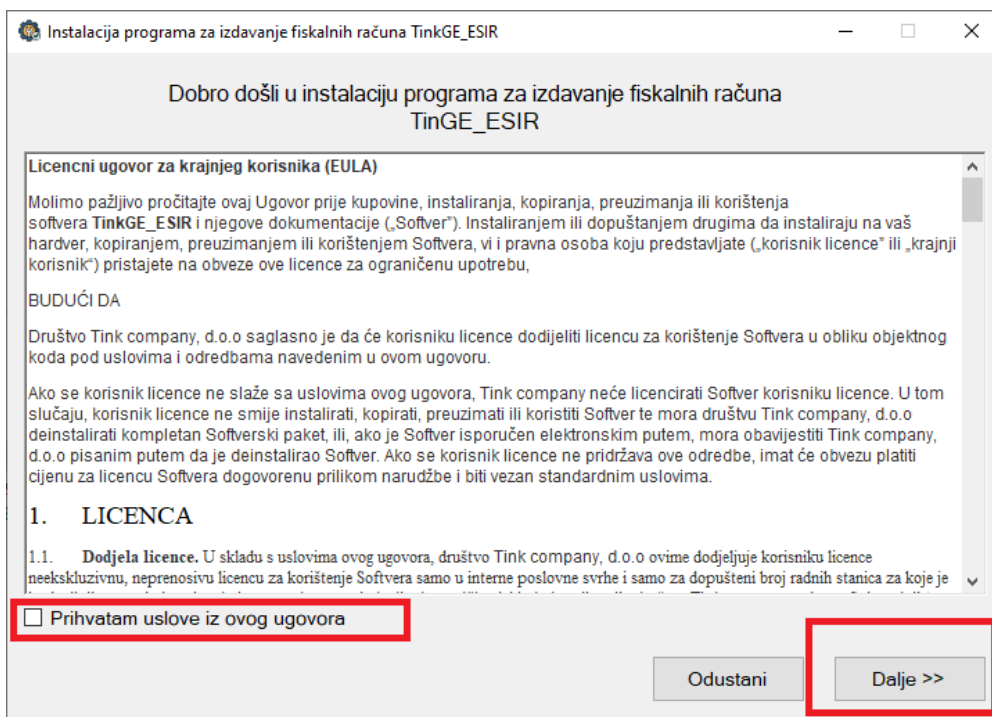 Instalacija programa za izdavanje fiskalnih računa TinkGE_ESIR
Dobro došli u instalaciju programa za izdavanje fiskalnih računa
TinGE_ESIR
Licencni ugovor za krajnjeg korisnika (EULA)
Molimo pažljivo pročitajte ovaj Ugovor prije kupovine, instaliranja, kopiranja, preuzimanja ili korištenja
softvera TinkGE_ESIR i njegove dokumentacije („Softver"). Instaliranjem ili dopuštanjem drugima da instaliraju na vaš
hardver, kopiranjem, preuzimanjem ili korištenjem Softvera, vi i pravna osoba koju predstavljate („korisnik licence" ili „krajnji
korisnik") pristajete na obveze ove licence za ograničenu upotrebu,
BUDUĆI DA
Društvo Tink company, d.o.o saglasno je da će korisniku licence dodijeliti licencu za korištenje Softvera u obliku objektnog
koda pod uslovima i odredbama navedenim u ovom ugovoru.
Ako se korisnik licence ne slaže sa uslovima ovog ugovora, Tink company neće licencirati Softver korisniku licence. U tom
slučaju, korisnik licence ne smije instalirati, kopirati, preuzimati ili koristiti Softver te mora društvu Tink company, d.o.o
deinstalirati kompletan Softverski paket, ili, ako je Softver isporučen elektronskim putem, mora obavijestiti Tink company,
d.o.o pisanim putem da je deinstalirao Softver. Ako se korisnik licence ne pridržava ove odredbe, imat će obvezu platiti
cijenu za licencu Softvera dogovorenu prilikom narudžbe i biti vezan standardnim uslovima.
1. LICENCA
1.1. Dodjela licence. U skladu s uslovima ovog ugovora, društvo Tink company, d.o.o ovime dodjeljuje korisniku licence
neekskluzivnu, neprenosivu licencu za korištenje Softvera samo u interne poslovne svrhe i samo za dopušteni broj radnih stanica za koje je
Prihvatam uslove iz ovog ugovora
Odustani
Dalje >>